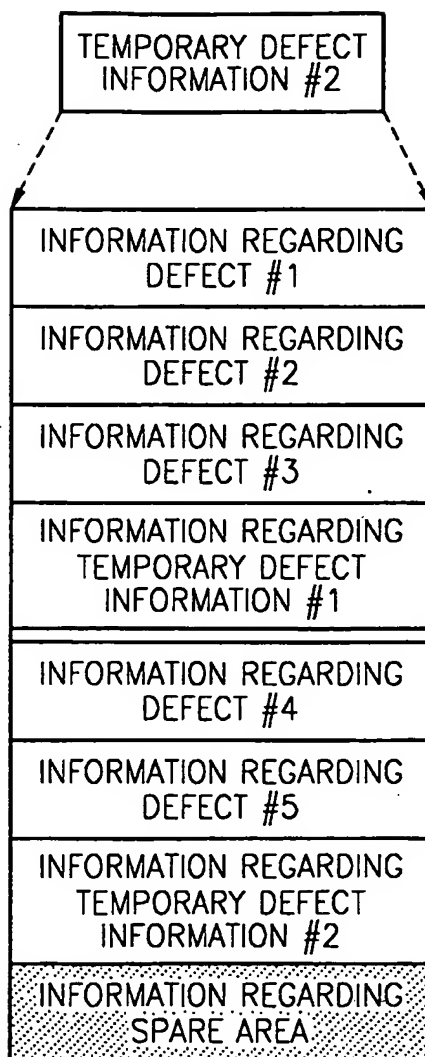 TEMPORARY DEFECT
INFORMATION #2
INFORMATION REGARDING
DEFECT #1
INFORMATION REGARDING
DEFECT #2
INFORMATION REGARDING
DEFECT #3
INFORMATION REGARDING
TEMPORARY DEFECT
INFORMATION #1
INFORMATION REGARDING
DEFECT #4
INFORMATION REGARDING
DEFECT #5
INFORMATION REGARDING
TEMPORARY DEFECT
INFORMATION #2
INFORMATION REGARDING
SPARE AREA